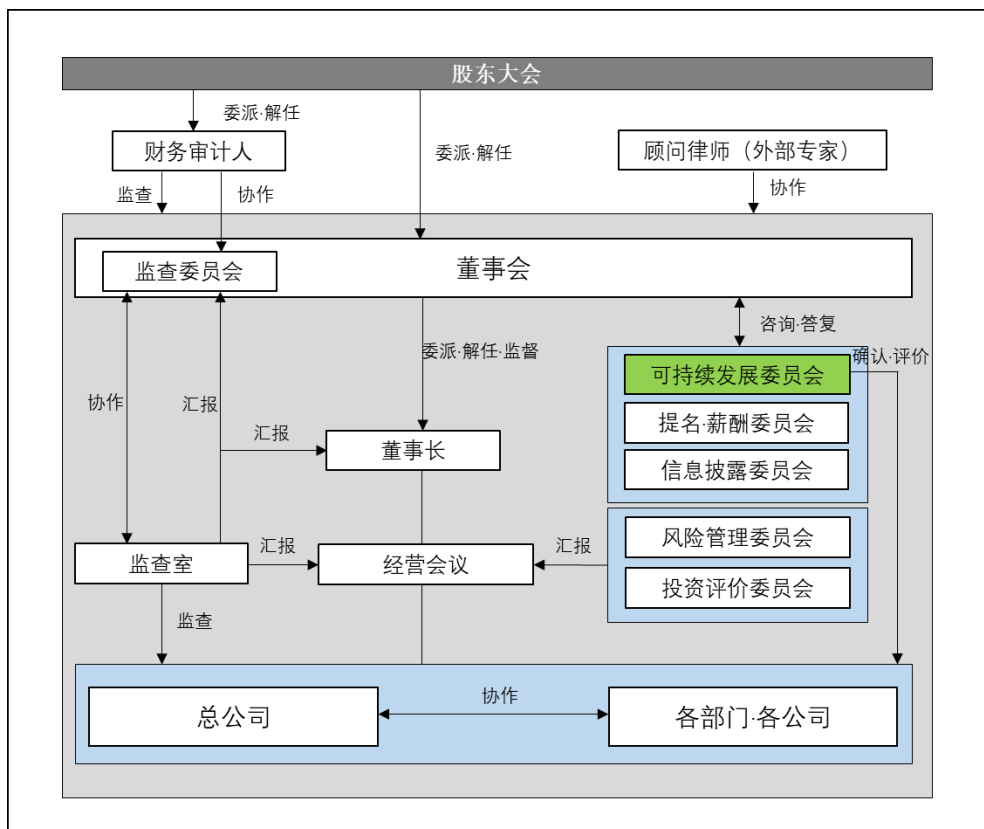 股东大会
委派·解任
财务审计人
委派·解任
顾问律师（外部专家）
监查
协作
协作
监查委员会
董事会
咨询·答复
委派·解任·监督
确认·评价
可持续发展委员会
协作
汇报
提名·薪酬委员会
汇报
董事长
信息披露委员会
风险管理委员会
汇报
汇报
监查室
经营会议
投资评价委员会
监查
协作
总公司
各部门·各公司